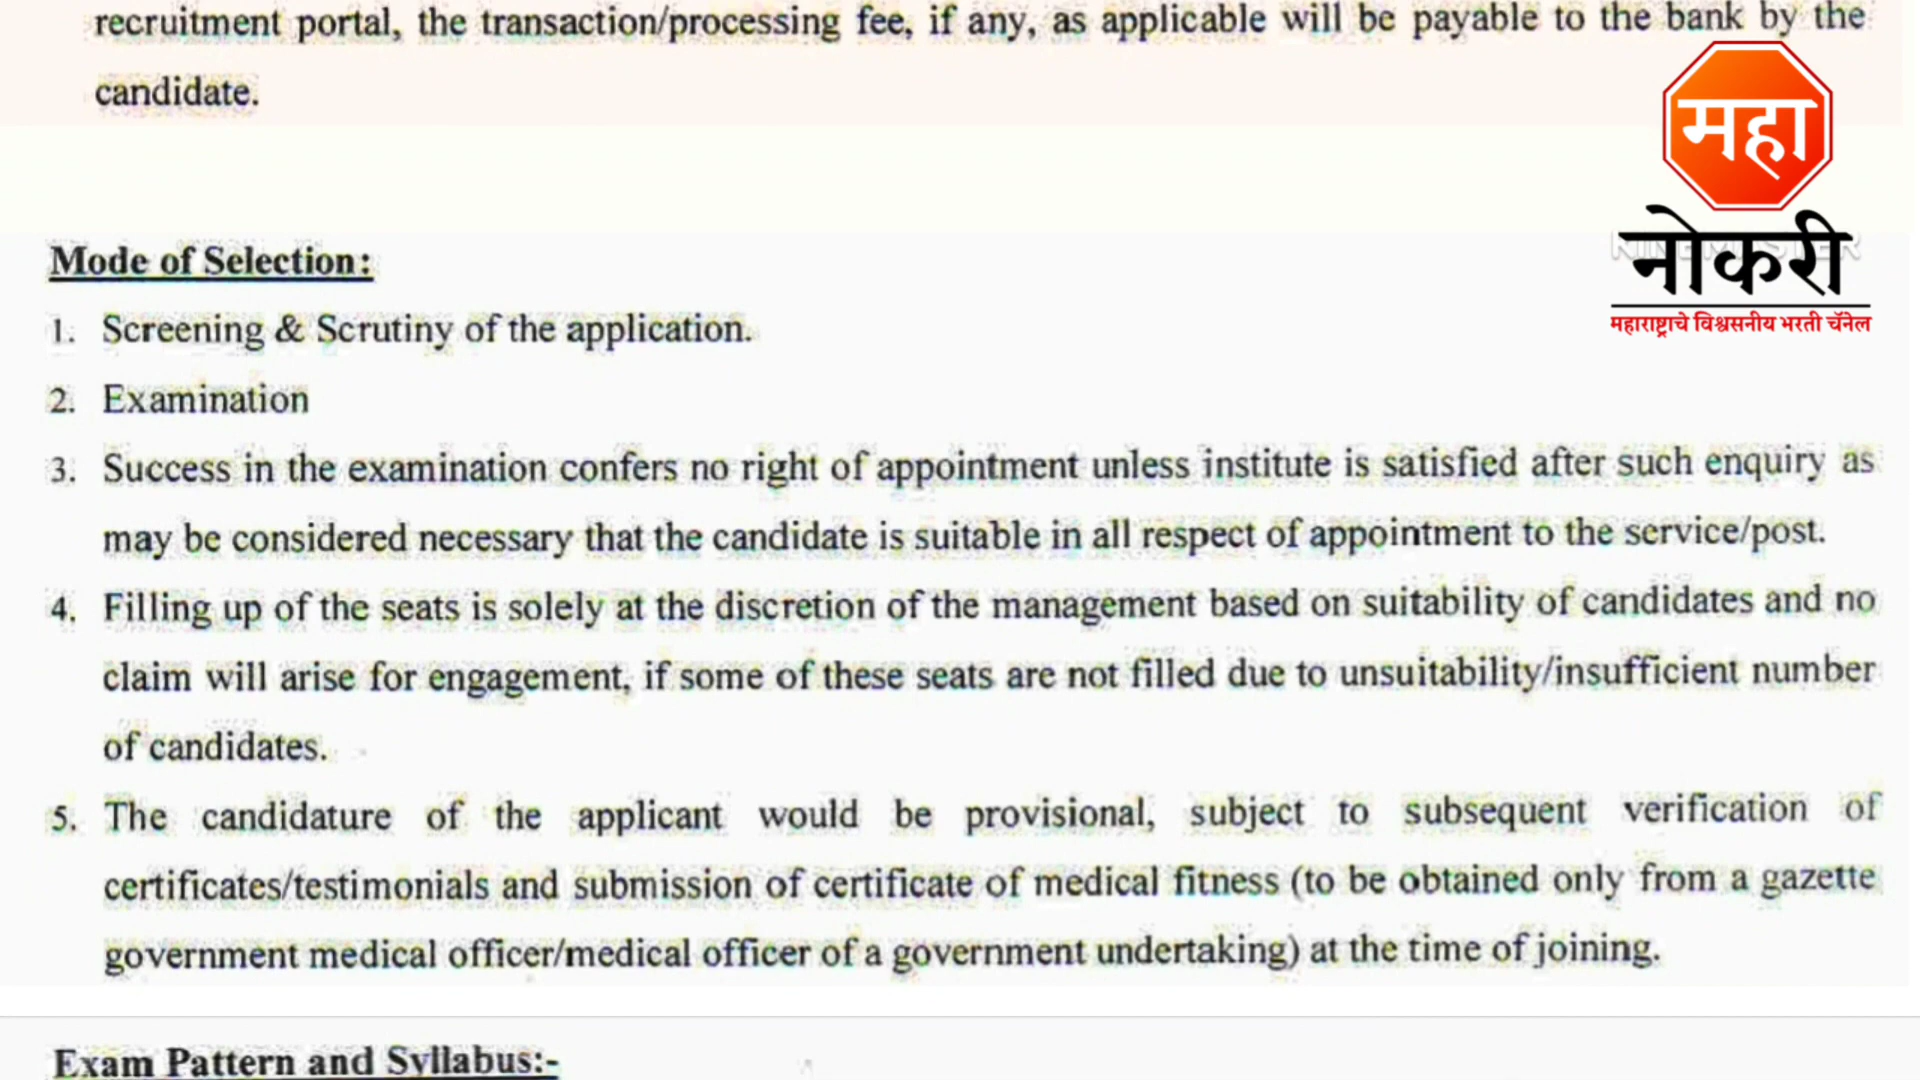 recruitment portal, the transaction/processing fee, if any, as applicable will be payable to the bank by the
candidate.
महा
नोकरी
महाराष्ट्राचे विश्वसनीय भरती चॅनेल
Mode of Selection:
1. Screening & Scrutiny of the application.
2. Examination
3. Success in the examination confers no right of appointment unless institute is satisfied after such enquiry as
may be considered necessary that the candidate is suitable in all respect of appointment to the service/post.
4. Filling up of the seats is solely at the discretion of the management based on suitability of candidates and no
claim will arise for engagement, if some of these seats are not filled due to unsuitability/insufficient number
of candidates.
5. The candidature of the applicant would be provisional, subject to subsequent verification of
certificates/testimonials and submission of certificate of medical fitness (to be obtained only from a gazette
government medical officer/medical officer of a government undertaking) at the time of joining.
Exam Pattern and Syllabus:-